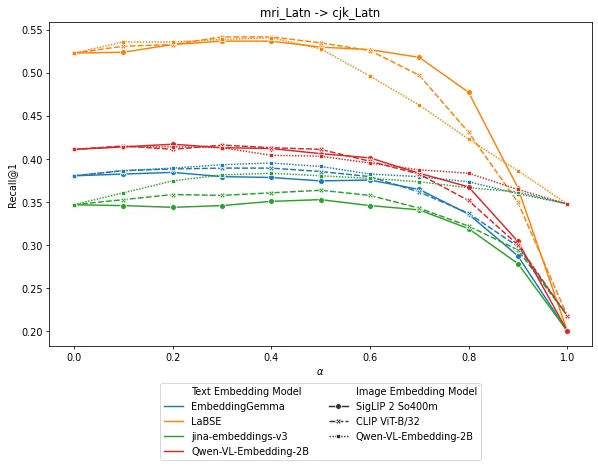 mri_Latn -> cjk_Latn
0.55
0.50
0.45
0.40
0.35
0.30
0.25
0.20
Recall@1
0.0 0.2 0.4 0.6 0.8 1.0
α
Text Embedding Model
EmbeddingGemma
LaBSE
jina-embeddings-v3
Qwen-VL-Embedding-2B
Image Embedding Model
SigLIP 2 So400m
CLIP ViT-B/32
Qwen-VL-Embedding-2B